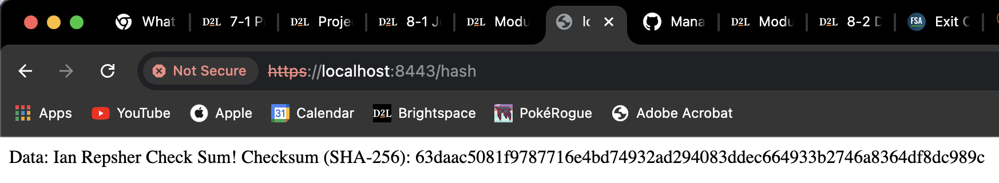 What D2L 7-1 P D2L Proje D2L 8-1 J D2L Modu lo Mana D2L Modu D2L 8-2 D FSA Exit C
Not Secure https://localhost:8443/hash
Apps YouTube Apple 31 Calendar D2L Brightspace PR PokéRogue Adobe Acrobat
Data: Ian Repsher Check Sum! Checksum (SHA-256): 63daac5081f9787716e4bd74932ad294083ddec664933b2746a8364df8dc989c